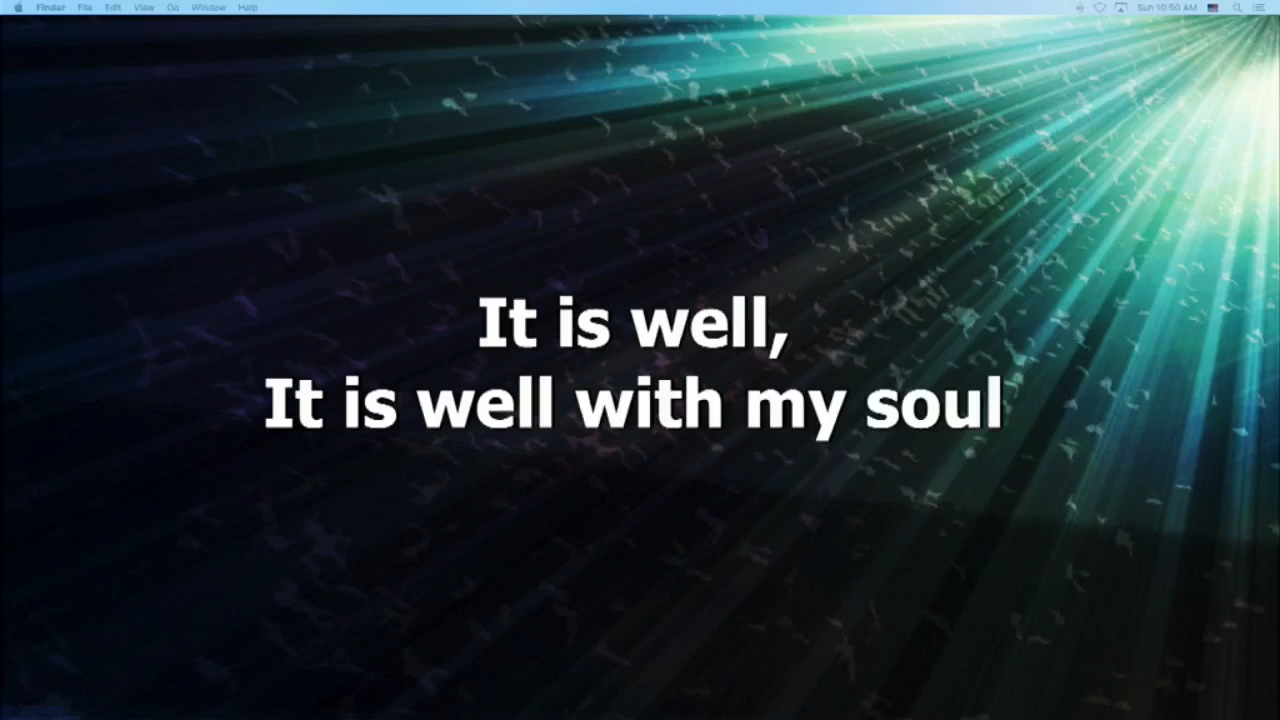 Finder File Edit View Go Window Help Sun 10:50 AM
It is well,
It is well with my soul